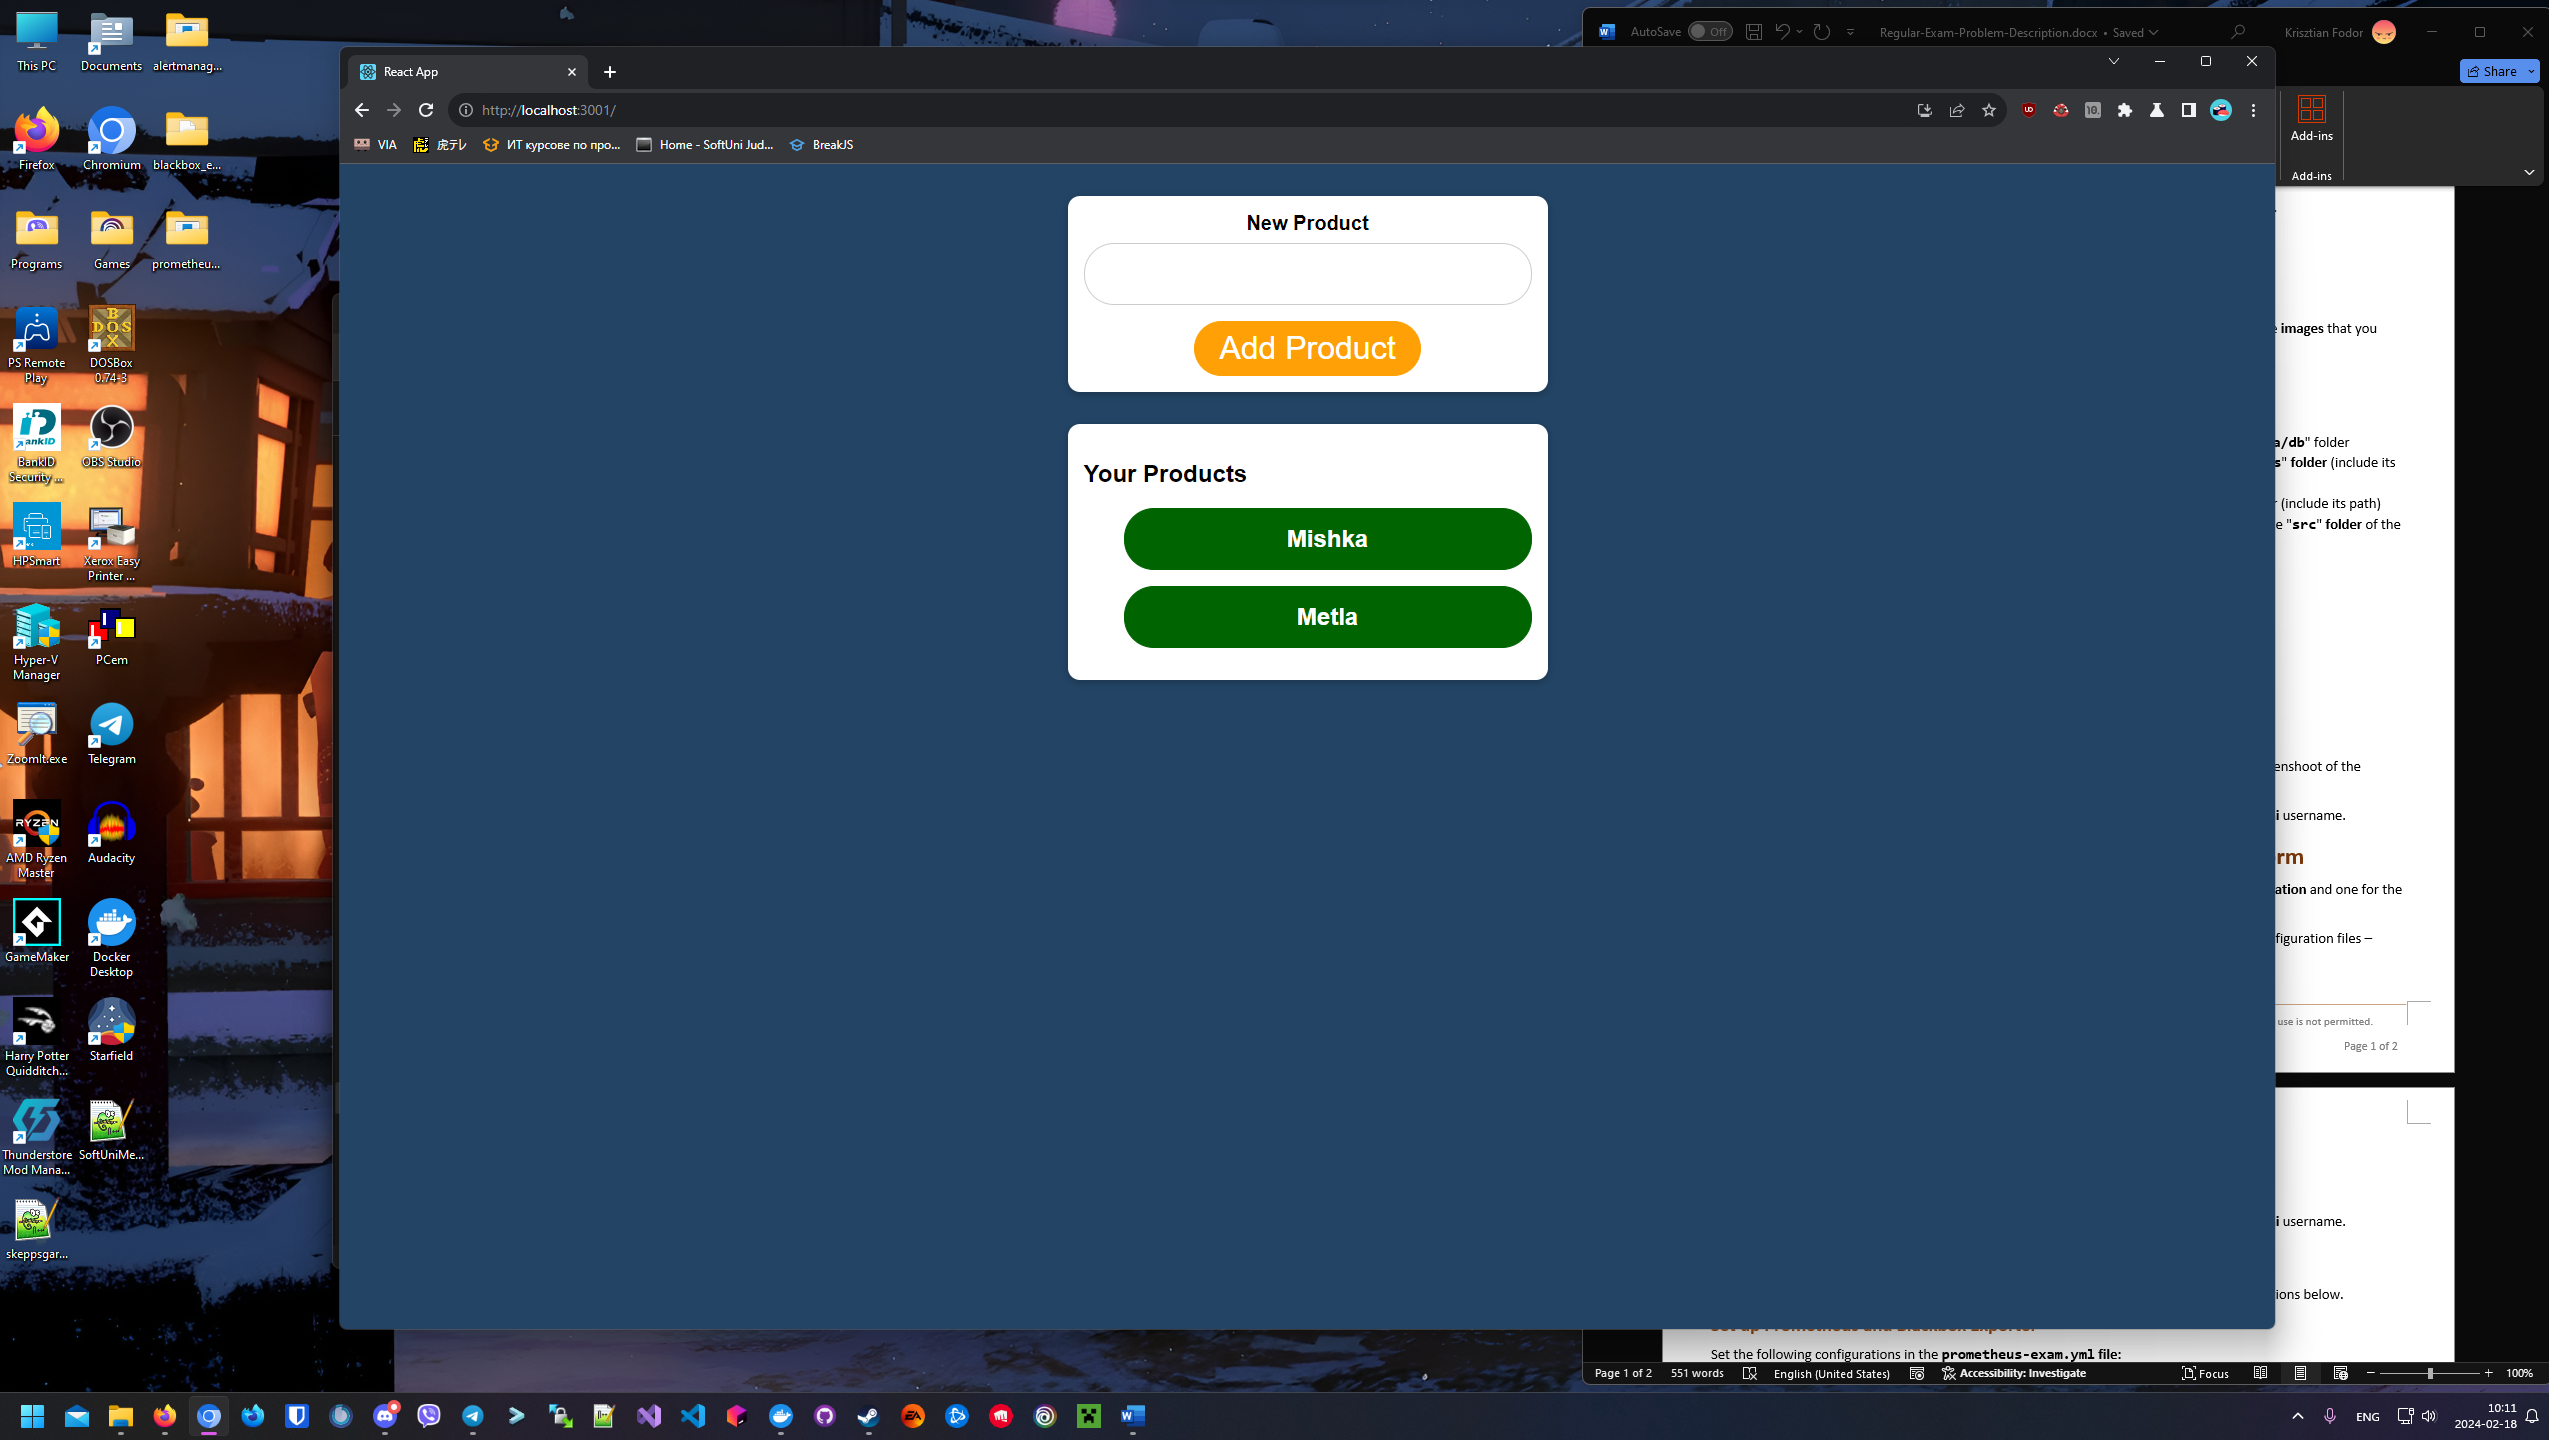 This PC
Documents
alertmanag...
Firefox
Chromium
blackbox_e...
Programs
Games
prometheu...
PS Remote
Play
DOSBox
0.74-3
BankID
Security ...
OBS Studio
HPSmart
Xerox Easy
Printer ...
Hyper-V
Manager
PCem
ZoomIt.exe
Telegram
AMD Ryzen
Master
Audacity
GameMaker
Docker
Desktop
Harry Potter
Quidditch...
Starfield
Thunderstore
Mod Mana...
SoftUniMe...
skeppsgar...
React App
http://localhost:3001/
VIA
虎テレ
ИТ курсове по про...
Home - SoftUni Jud...
BreakJS
New Product
Add Product
Your Products
Mishka
Metla
AutoSave Off
Regular-Exam-Problem-Description.docx • Saved
Krisztian Fodor
Share
Add-ins
Add-ins
images that you
a/db" folder
s" folder (include its
(include its path)
e "src" folder of the
enshoot of the
i username.
rm
ation and one for the
figuration files –
use is not permitted.
Page 1 of 2
i username.
ions below.
Set the following configurations in the prometheus-exam.yml file:
Page 1 of 2
551 words
English (United States)
Accessibility: Investigate
Focus
100%
ENG
10:11
2024-02-18